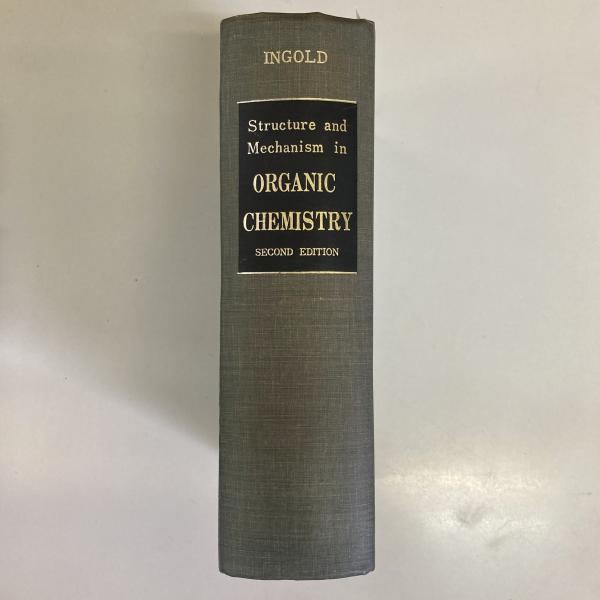 INGOLD
Structure and
Mechanism in
ORGANIC
CHEMISTRY
SECOND EDITION